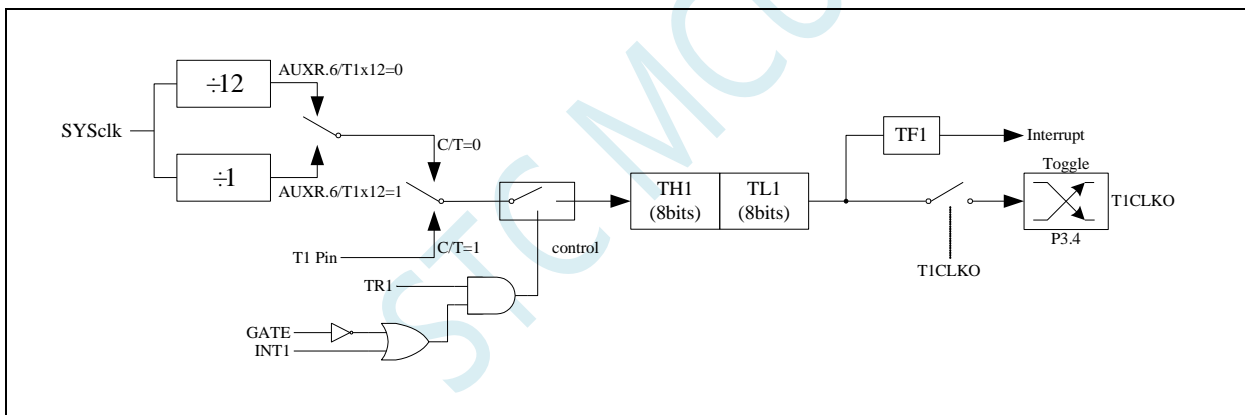 ÷12
AUXR.6/T1x12=0
SYSclk
÷1
AUXR.6/T1x12=1
C/T=0
C/T=1
T1 Pin
TR1
GATE
INT1
control
TH1
(8bits)
TL1
(8bits)
TF1
Interrupt
Toggle
T1CLKO
P3.4
T1CLKO
STC MCU